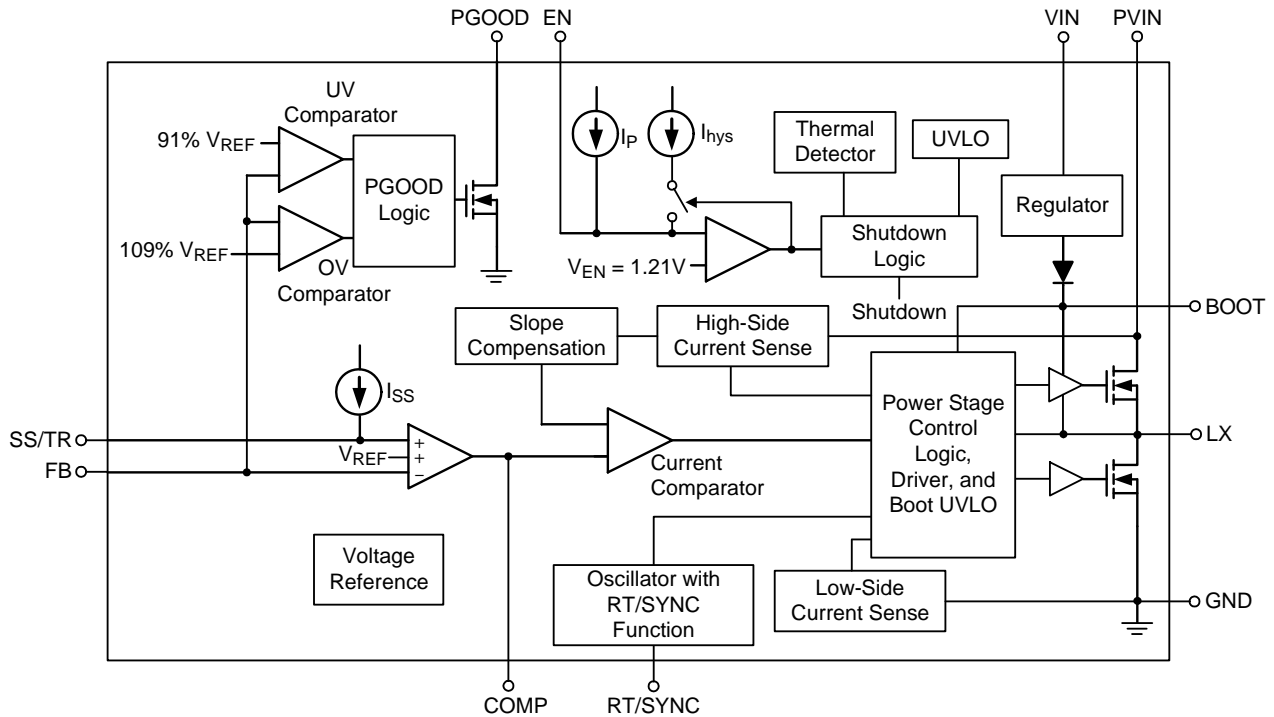 PGOOD
EN
VIN
PVIN
UV
Comparator
91% VREF
PGOOD
Logic
109% VREF
OV
Comparator
IP
Ihys
Thermal
Detector
UVLO
Regulator
VEN = 1.21V
Shutdown
Logic
Shutdown
BOOT
Slope
Compensation
High-Side
Current Sense
ISS
SS/TR
VREF
+
+
−
FB
Current
Comparator
Power Stage
Control
Logic,
Driver, and
Boot UVLO
LX
Voltage
Reference
Oscillator with
RT/SYNC
Function
Low-Side
Current Sense
GND
COMP
RT/SYNC